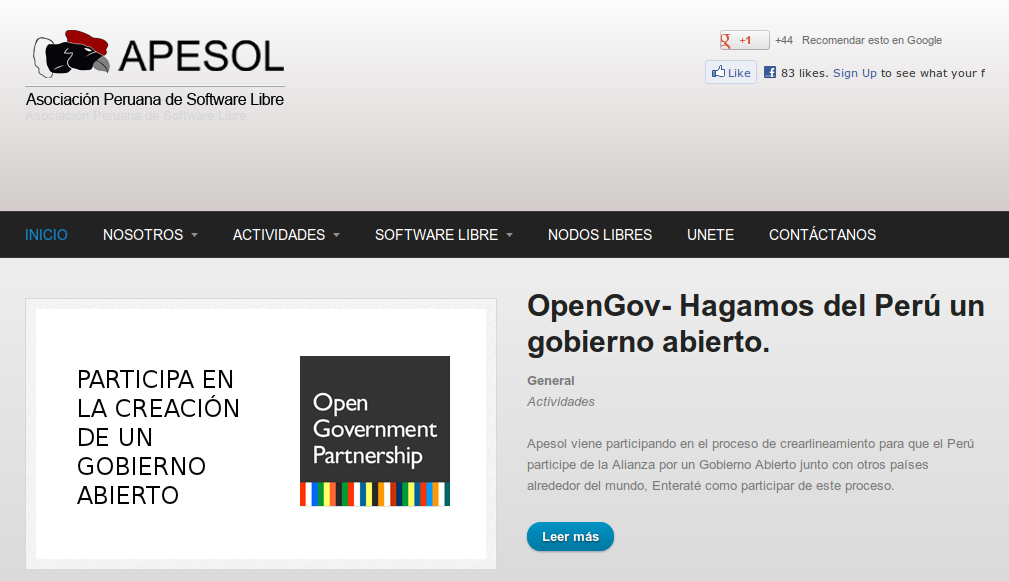 APESOL
Asociación Peruana de Software Libre
Asociación Peruana de Software Libre
+1 +44 Recomendar esto en Google
Like 83 likes. Sign Up to see what your f
INICIO NOSOTROS ACTIVIDADES SOFTWARE LIBRE NODOS LIBRES UNETE CONTÁCTANOS
PARTICIPA EN
LA CREACIÓN
DE UN
GOBIERNO
ABIERTO
Open
Government
Partnership
OpenGov- Hagamos del Perú un
gobierno abierto.
General
Actividades
Apesol viene participando en el proceso de crearlineamiento para que el Perú
participe de la Alianza por un Gobierno Abierto junto con otros países
alrededor del mundo, Enteraté como participar de este proceso.
Leer más